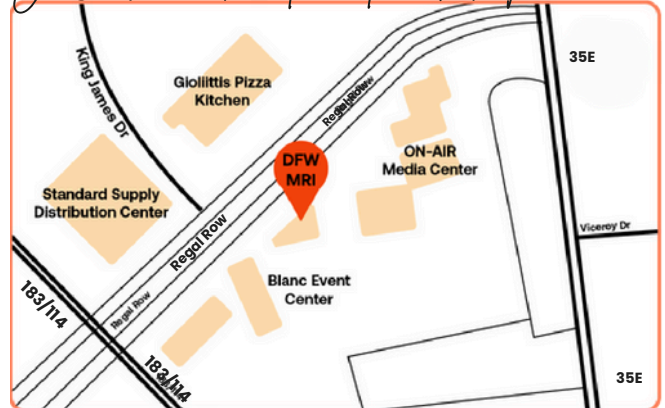 King James Dr
Gioliittis Pizza
Kitchen
35E
Regal Row
DFW
MRI
ON-AIR
Media Center
Standard Supply
Distribution Center
Viceroy Dr
Regal Row
Blanc Event
Center
183/114
Regal Row
183/114
35E